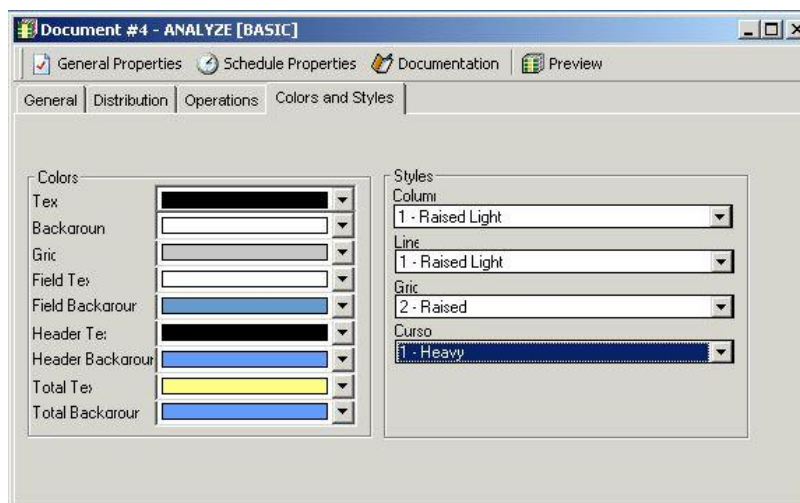 Document #4 - ANALYZE [BASIC]
General Properties Schedule Properties Documentation Preview
General Distribution Operations Colors and Styles
Colors
Tex
Backgroun
Gric
Field Tex
Field Backgrour
Header Tex
Header Backgrour
Total Tex
Total Backgrour
Styles
Colum
1 - Raised Light
Line
1 - Raised Light
Gric
2 - Raised
Curso
1 - Heavy